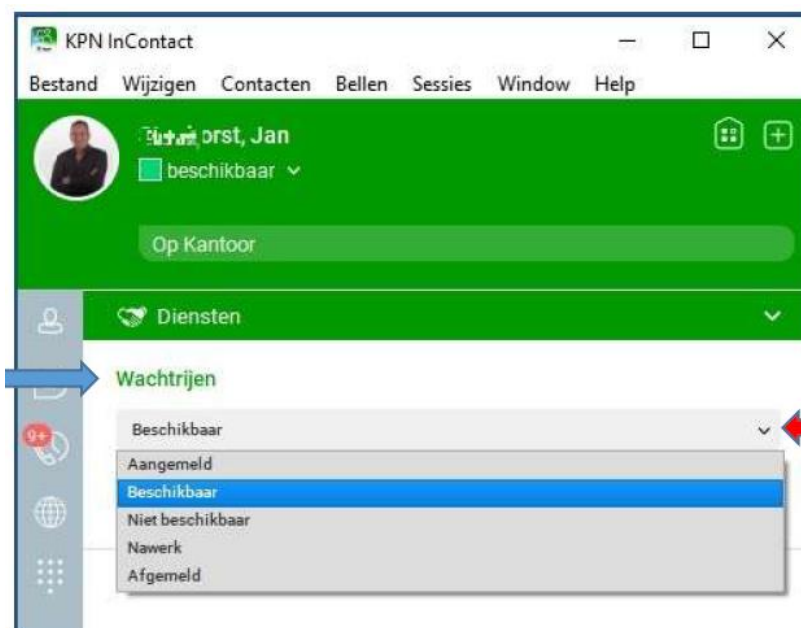 KPN InContact
Bestand Wijzigen Contacten Bellen Sessies Window Help
orst, Jan
beschikbaar
Op Kantoor
Diensten
Wachtrijen
9+
Beschikbaar
Aangemeld
Beschikbaar
Niet beschikbaar
Nawerk
Afgemeld